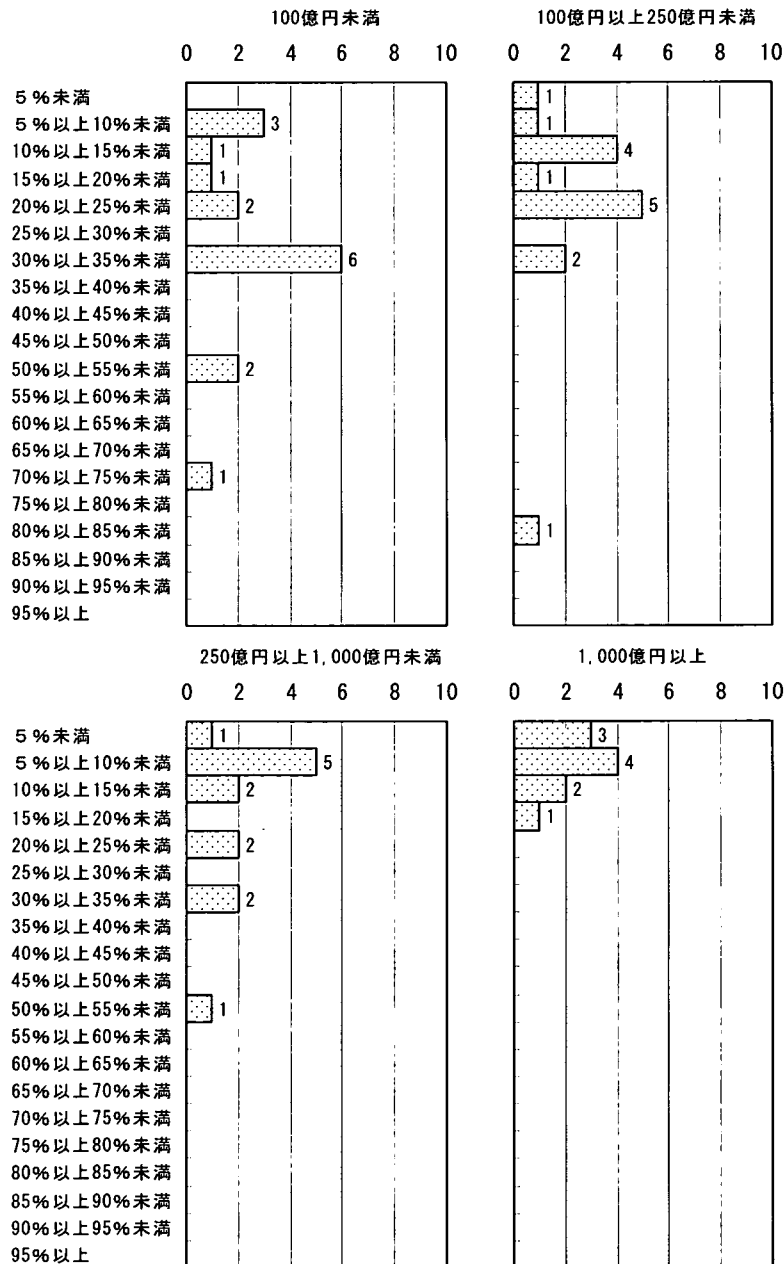 100億円未満 100億円以上250億円未満
0 2 4 6 8 10 0 2 4 6 8 10
5%未満 1
5%以上10%未満 3 1
10%以上15%未満 1 4
15%以上20%未満 1 1
20%以上25%未満 2 5
25%以上30%未満
30%以上35%未満 6 2
35%以上40%未満
40%以上45%未満
45%以上50%未満
50%以上55%未満 2
55%以上60%未満
60%以上65%未満
65%以上70%未満
70%以上75%未満 1
75%以上80%未満
80%以上85%未満 1
85%以上90%未満
90%以上95%未満
95%以上
250億円以上1,000億円未満 1,000億円以上
0 2 4 6 8 10 0 2 4 6 8 10
5%未満 1 3
5%以上10%未満 5 4
10%以上15%未満 2 2
15%以上20%未満 1
20%以上25%未満 2
25%以上30%未満
30%以上35%未満 2
35%以上40%未満
40%以上45%未満
45%以上50%未満
50%以上55%未満 1
55%以上60%未満
60%以上65%未満
65%以上70%未満
70%以上75%未満
75%以上80%未満
80%以上85%未満
85%以上90%未満
90%以上95%未満
95%以上